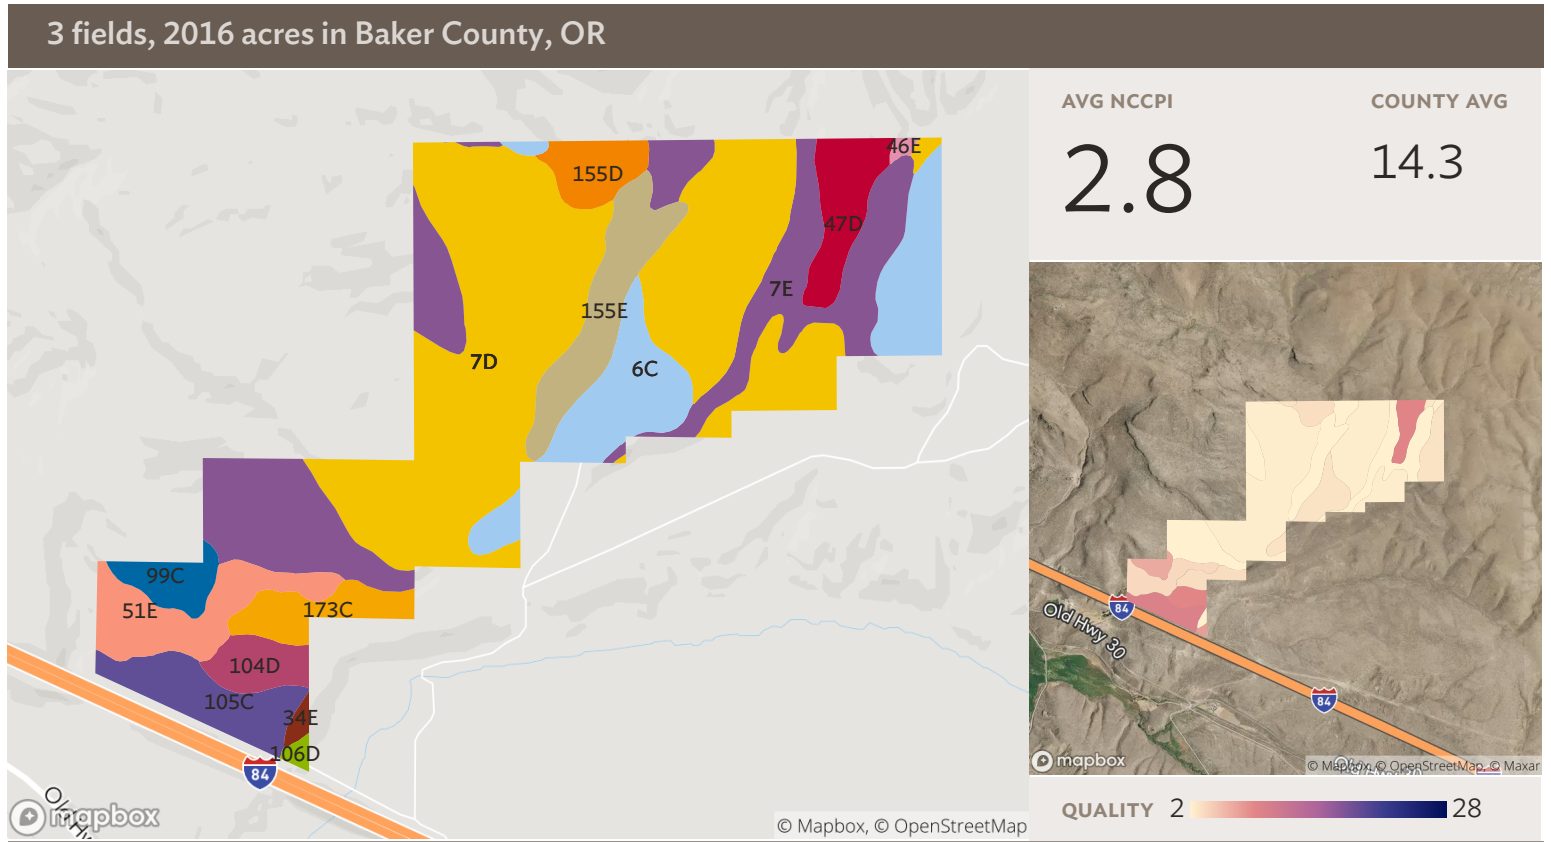 3 fields, 2016 acres in Baker County, OR
AVG NCCPI
COUNTY AVG
2.8
14.3
46E
155D
47D
7E
155E
7D
6C
99C
51E
173C
104D
105C
34E
106D
84
Old Hw
mapbox
© Mapbox, © OpenStreetMap
84
Old Hwy 30
84
mapbox
© Mapbox, © OpenStreetMap, © Maxar
QUALITY 2 28